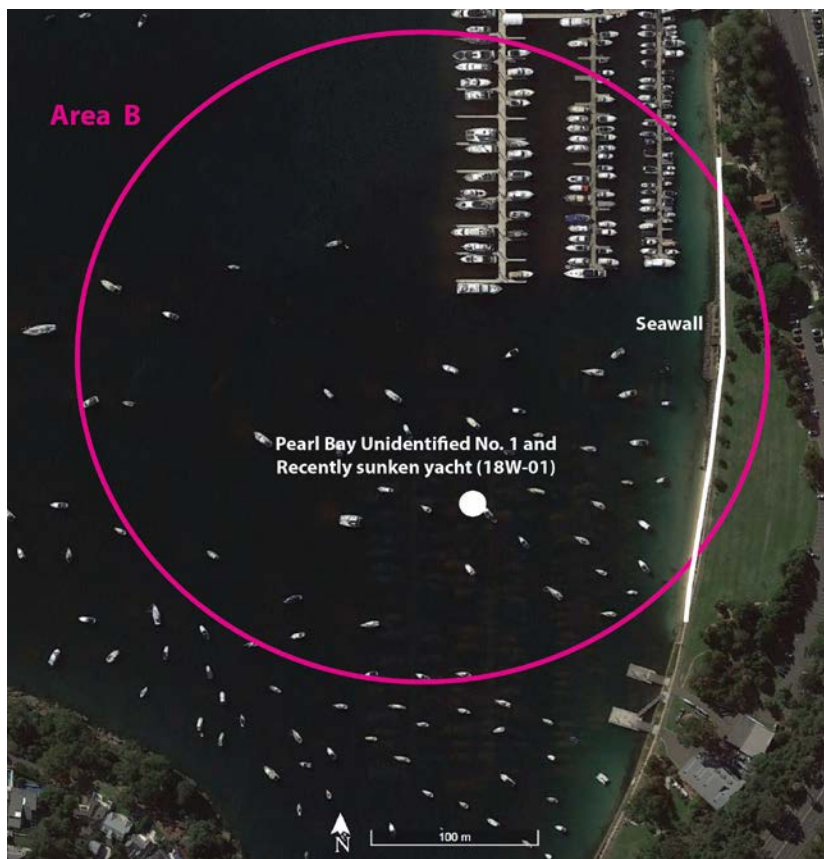 Area B
Seawall
Pearl Bay Unidentified No. 1 and
Recently sunken yacht (18W-01)
N
100 m